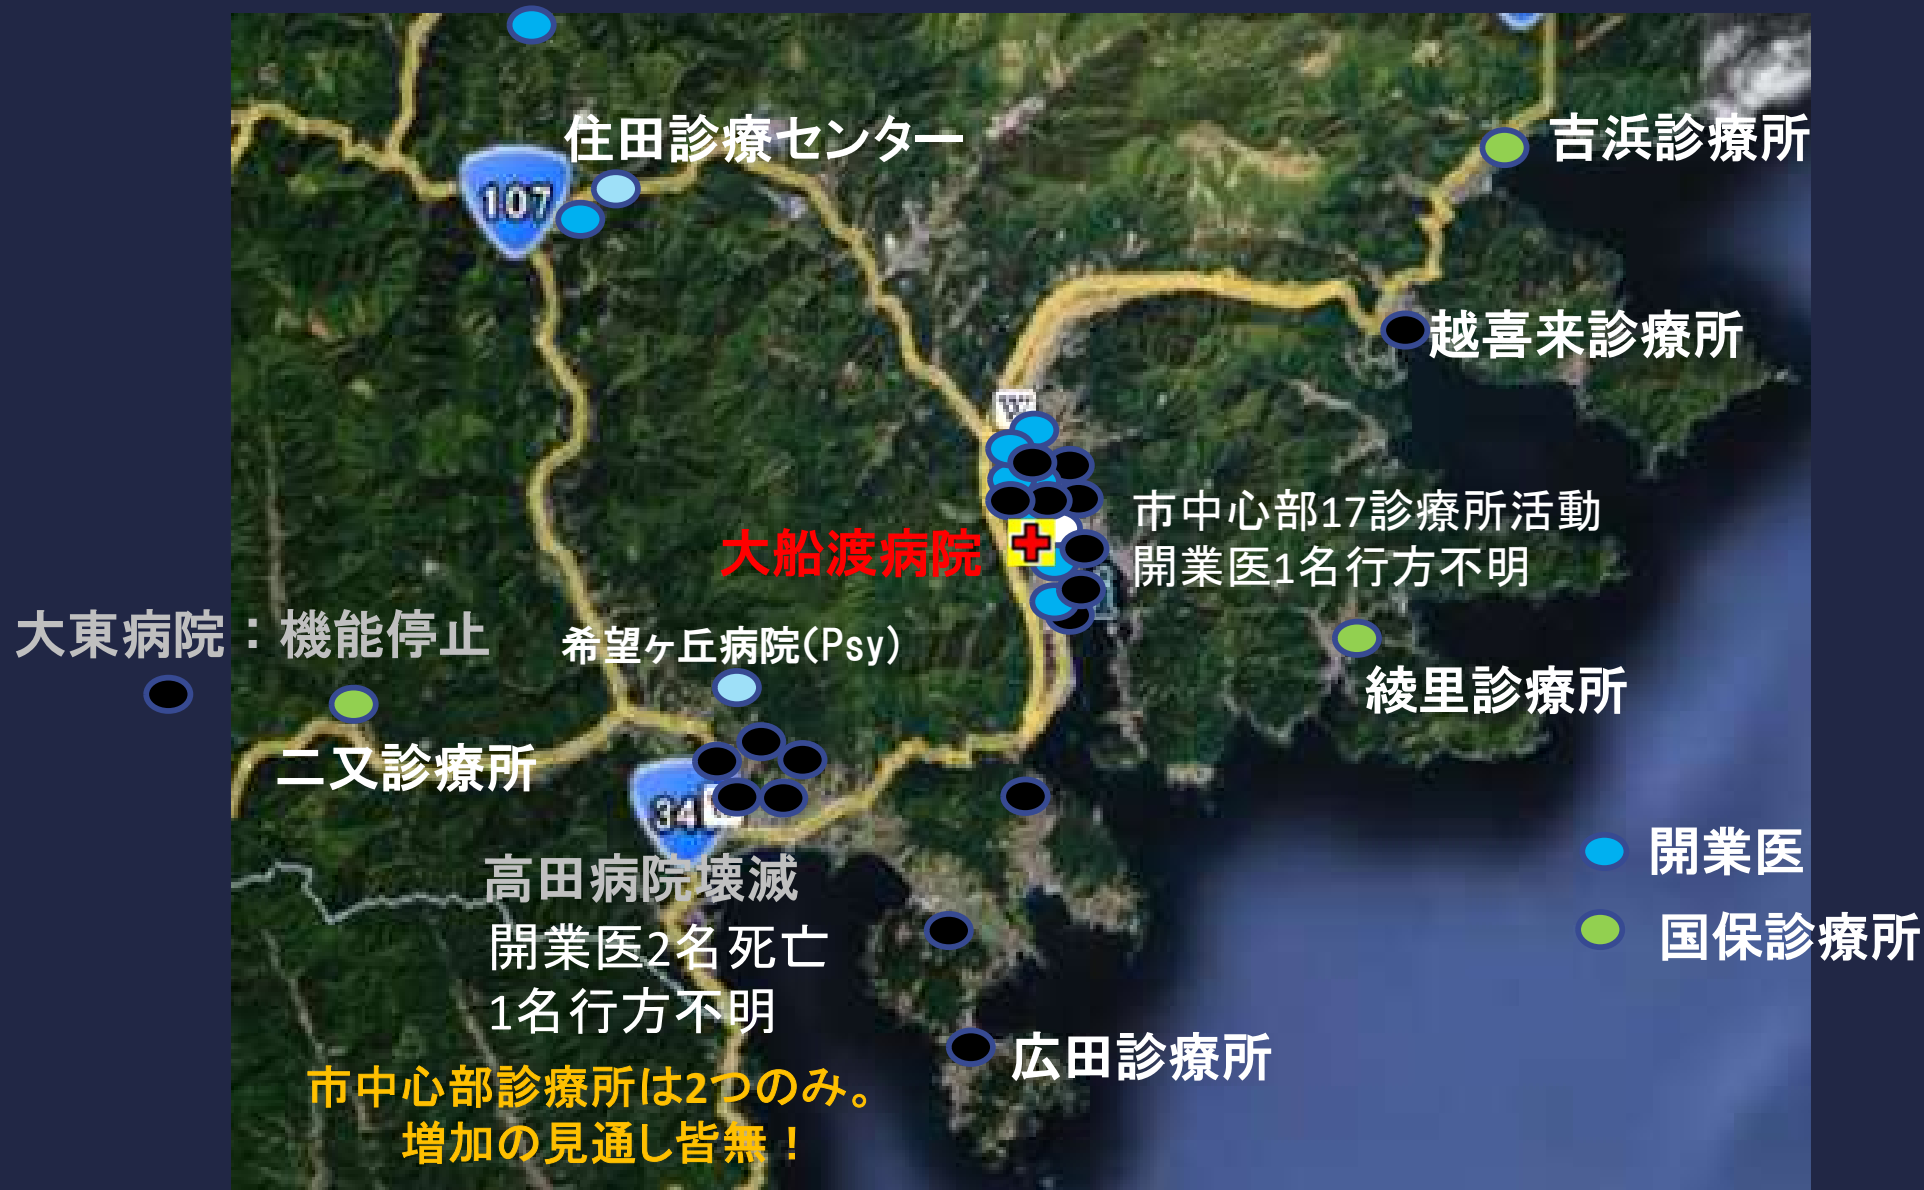 住田診療センター
107
吉浜診療所
越喜来診療所
市中心部17診療所活動
開業医1名行方不明
大船渡病院
大東病院：機能停止
希望ヶ丘病院(Psy)
綾里診療所
二又診療所
34
高田病院壊滅
開業医2名死亡
1名行方不明
開業医
国保診療所
広田診療所
市中心部診療所は2つのみ。
増加の見通し皆無！